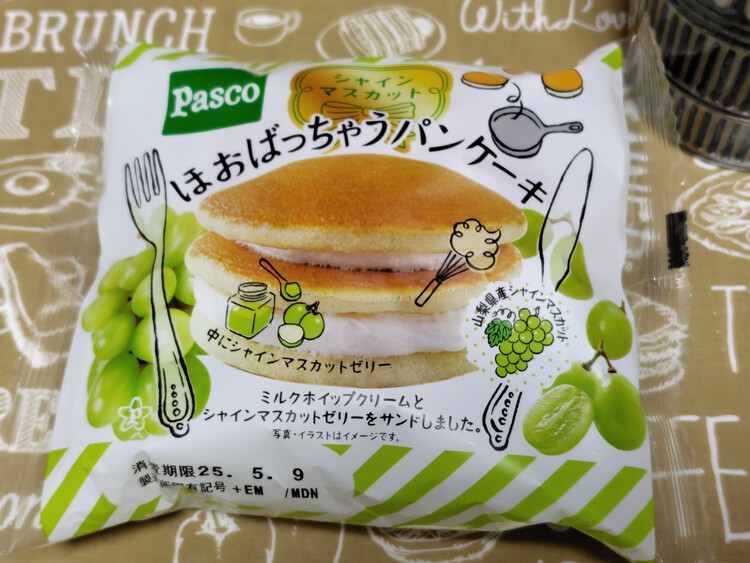 BRUNCH
With Love
Pasco
シャイン
マスカット
ほおばっちゃうパンケーキ
山梨県産シャインマスカット
中にシャインマスカットゼリー
ミルクホイップクリームと
シャインマスカットゼリーをサンドしました。
写真・イラストはイメージです。
消費期限25. 5. 9
製造所固有記号 +EM /MDN